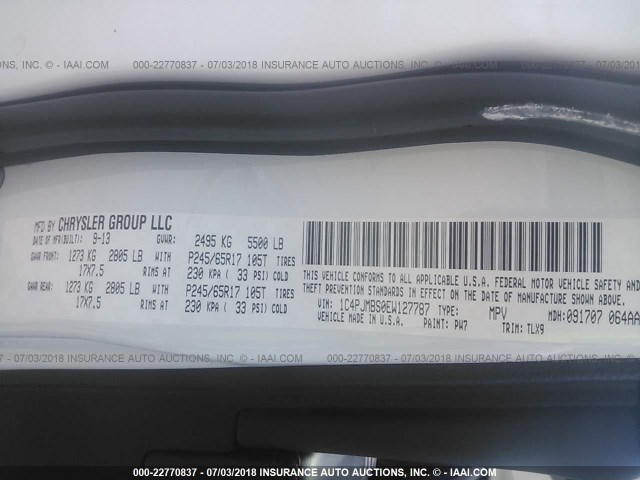 INC. © - IAAI.COM 000-22770837 - 07/03/2018 INSURANCE AUTO AUCTIONS, INC. © - IAAI.COM 000-22770837 - 07/03/2018
MFD BY CHRYSLER GROUP LLC
DATE OF MFR(BUILT): 9-13 GVWR: 2495 KG 5500 LB
GAWR FRONT: 1273 KG 2805 LB WITH P245/65R17 105T TIRES
17X7.5 RIMS AT 230 KPA ( 33 PSI) COLD
GAWR REAR: 1273 KG 2805 LB WITH P245/65R17 105T TIRES
17X7.5 RIMS AT 230 KPA ( 33 PSI) COLD
THIS VEHICLE CONFORMS TO ALL APPLICABLE U.S.A. FEDERAL MOTOR VEHICLE SAFETY AND
THEFT PREVENTION STANDARDS IN EFFECT ON THE DATE OF MANUFACTURE SHOWN ABOVE.
VIN: 1C4PJMBS0EW127787 TYPE: MPV MDH:091707 064AA
VEHICLE MADE IN U.S.A. PAINT: PW7 TRIM: TLX9
INC. © - IAAI.COM 000-22770837 - 07/03/2018 INSURANCE AUTO AUCTIONS, INC. © - IAAI.COM 000-22770837 - 07/03/2018
000-22770837 - 07/03/2018 INSURANCE AUTO AUCTIONS, INC. © - IAAI.COM